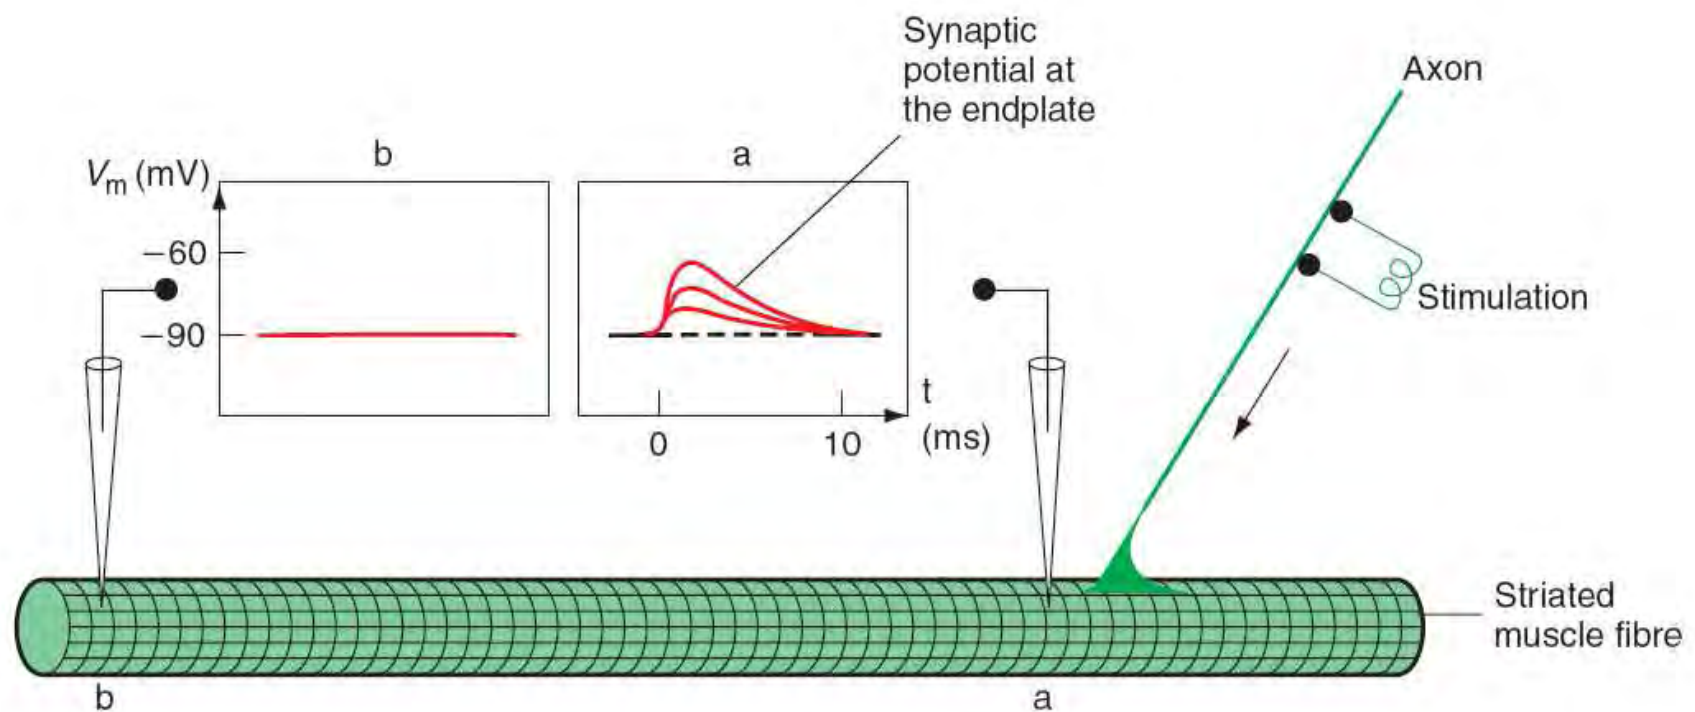 Synaptic
potential at
the endplate
Axon
b
a
Vm (mV)
−60
−90
Stimulation
t
(ms)
0
10
Striated
muscle fibre
b
a